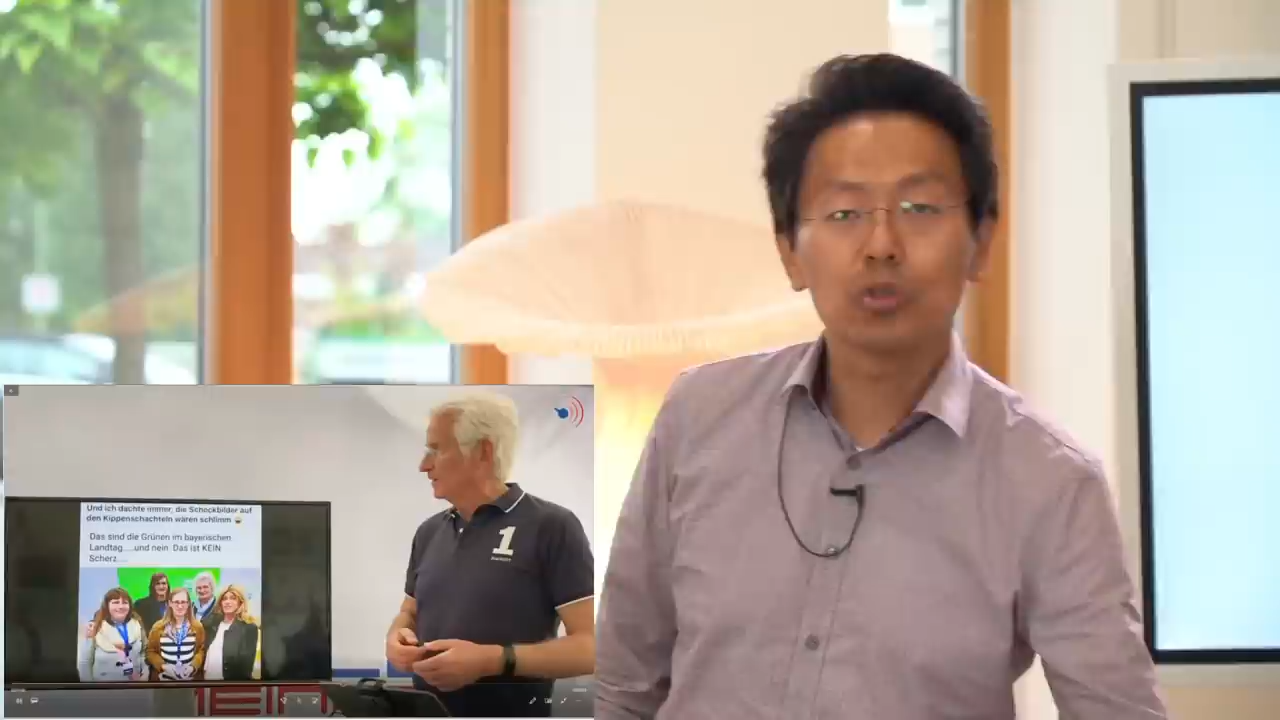 Und ich dachte immer, die Schockbilder auf
den Kippenschachteln wären schlimm 😄
Das sind die Grünen im bayerischen
Landtag....und nein Das ist KEIN
Scherz....
1